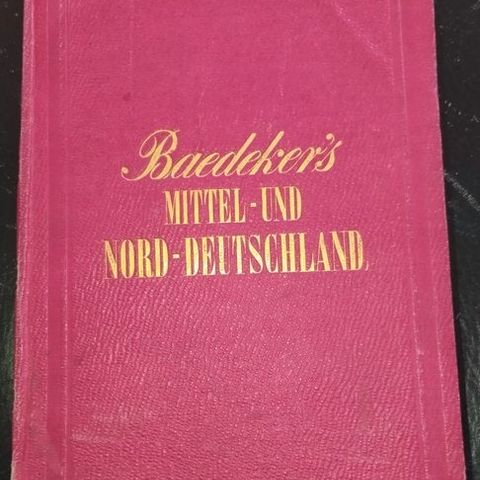 Baedeker's
MITTEL-UND
NORD-DEUTSCHLAND,